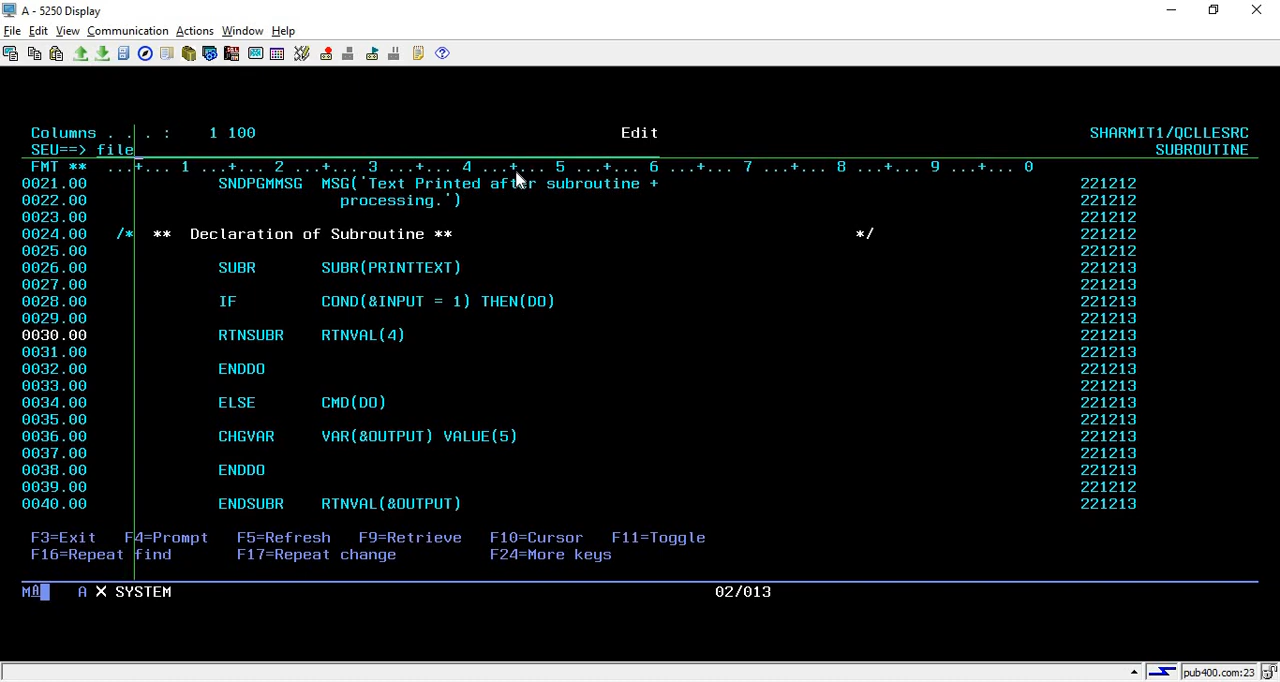 A - 5250 Display
File Edit View Communication Actions Window Help
Columns . . . : 1 100 Edit SHARMIT1/QCLLESRC
SEU==> file SUBROUTINE
FMT ** ...+... 1 ...+... 2 ...+... 3 ...+... 4 ...+... 5 ...+... 6 ...+... 7 ...+... 8 ...+... 9 ...+... 0
0021.00 SNDPGMMSG MSG('Text Printed after subroutine + 221212
0022.00 processing.') 221212
0023.00 221212
0024.00 /* ** Declaration of Subroutine ** */ 221212
0025.00 221212
0026.00 SUBR SUBR(PRINTTEXT) 221213
0027.00 221213
0028.00 IF COND(&INPUT = 1) THEN(DO) 221213
0029.00 221213
0030.00 RTNSUBR RTNVAL(4) 221213
0031.00 221213
0032.00 ENDDO 221213
0033.00 221213
0034.00 ELSE CMD(DO) 221213
0035.00 221213
0036.00 CHGVAR VAR(&OUTPUT) VALUE(5) 221213
0037.00 221213
0038.00 ENDDO 221213
0039.00 221212
0040.00 ENDSUBR RTNVAL(&OUTPUT) 221213
F3=Exit F4=Prompt F5=Refresh F9=Retrieve F10=Cursor F11=Toggle
F16=Repeat find F17=Repeat change F24=More keys
MA A X SYSTEM 02/013
pub400.com:23